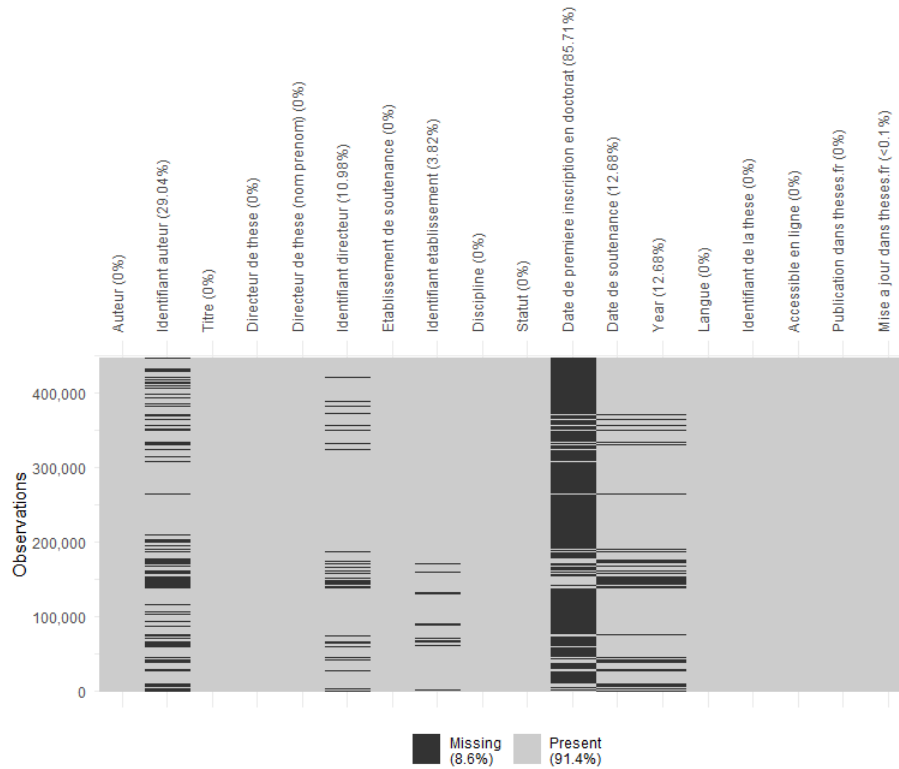 Auteur (0%)
Identifiant auteur (29.04%)
Titre (0%)
Directeur de these (0%)
Directeur de these (nom prenom) (0%)
Identifiant directeur (10.98%)
Etablissement de soutenance (0%)
Identifiant etablissement (3.82%)
Discipline (0%)
Statut (0%)
Date de premiere inscription en doctorat (85.71%)
Date de soutenance (12.68%)
Year (12.68%)
Langue (0%)
Identifiant de la these (0%)
Accessible en ligne (0%)
Publication dans theses.fr (0%)
Mise a jour dans theses.fr (<0.1%)
Observations
400,000
300,000
200,000
100,000
0
Missing
(8.6%)
Present
(91.4%)